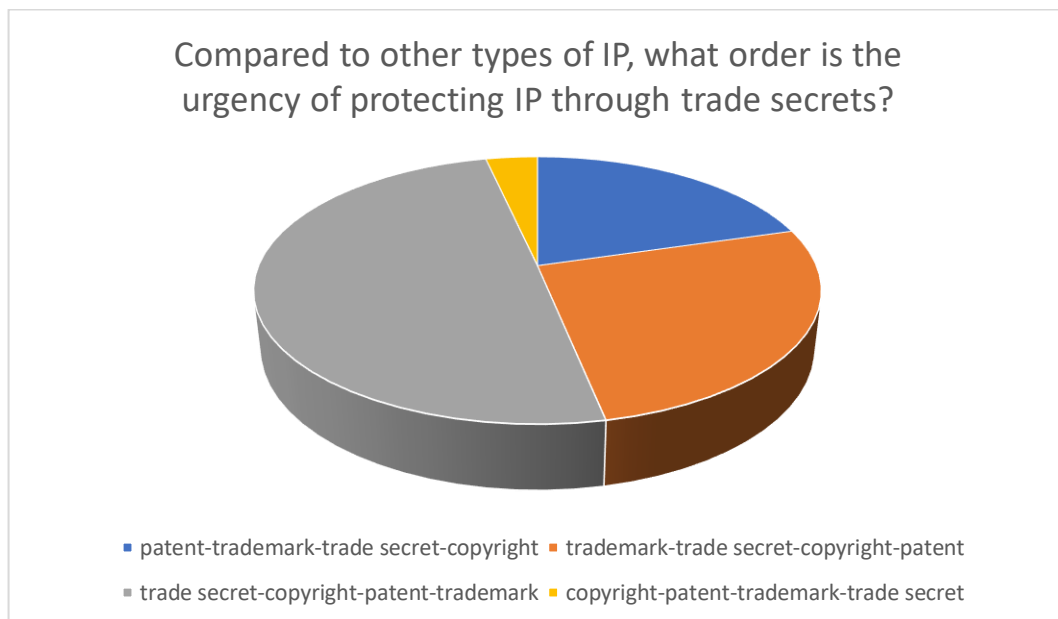 Compared to other types of IP, what order is the
urgency of protecting IP through trade secrets?
patent-trademark-trade secret-copyright trademark-trade secret-copyright-patent
trade secret-copyright-patent-trademark copyright-patent-trademark-trade secret